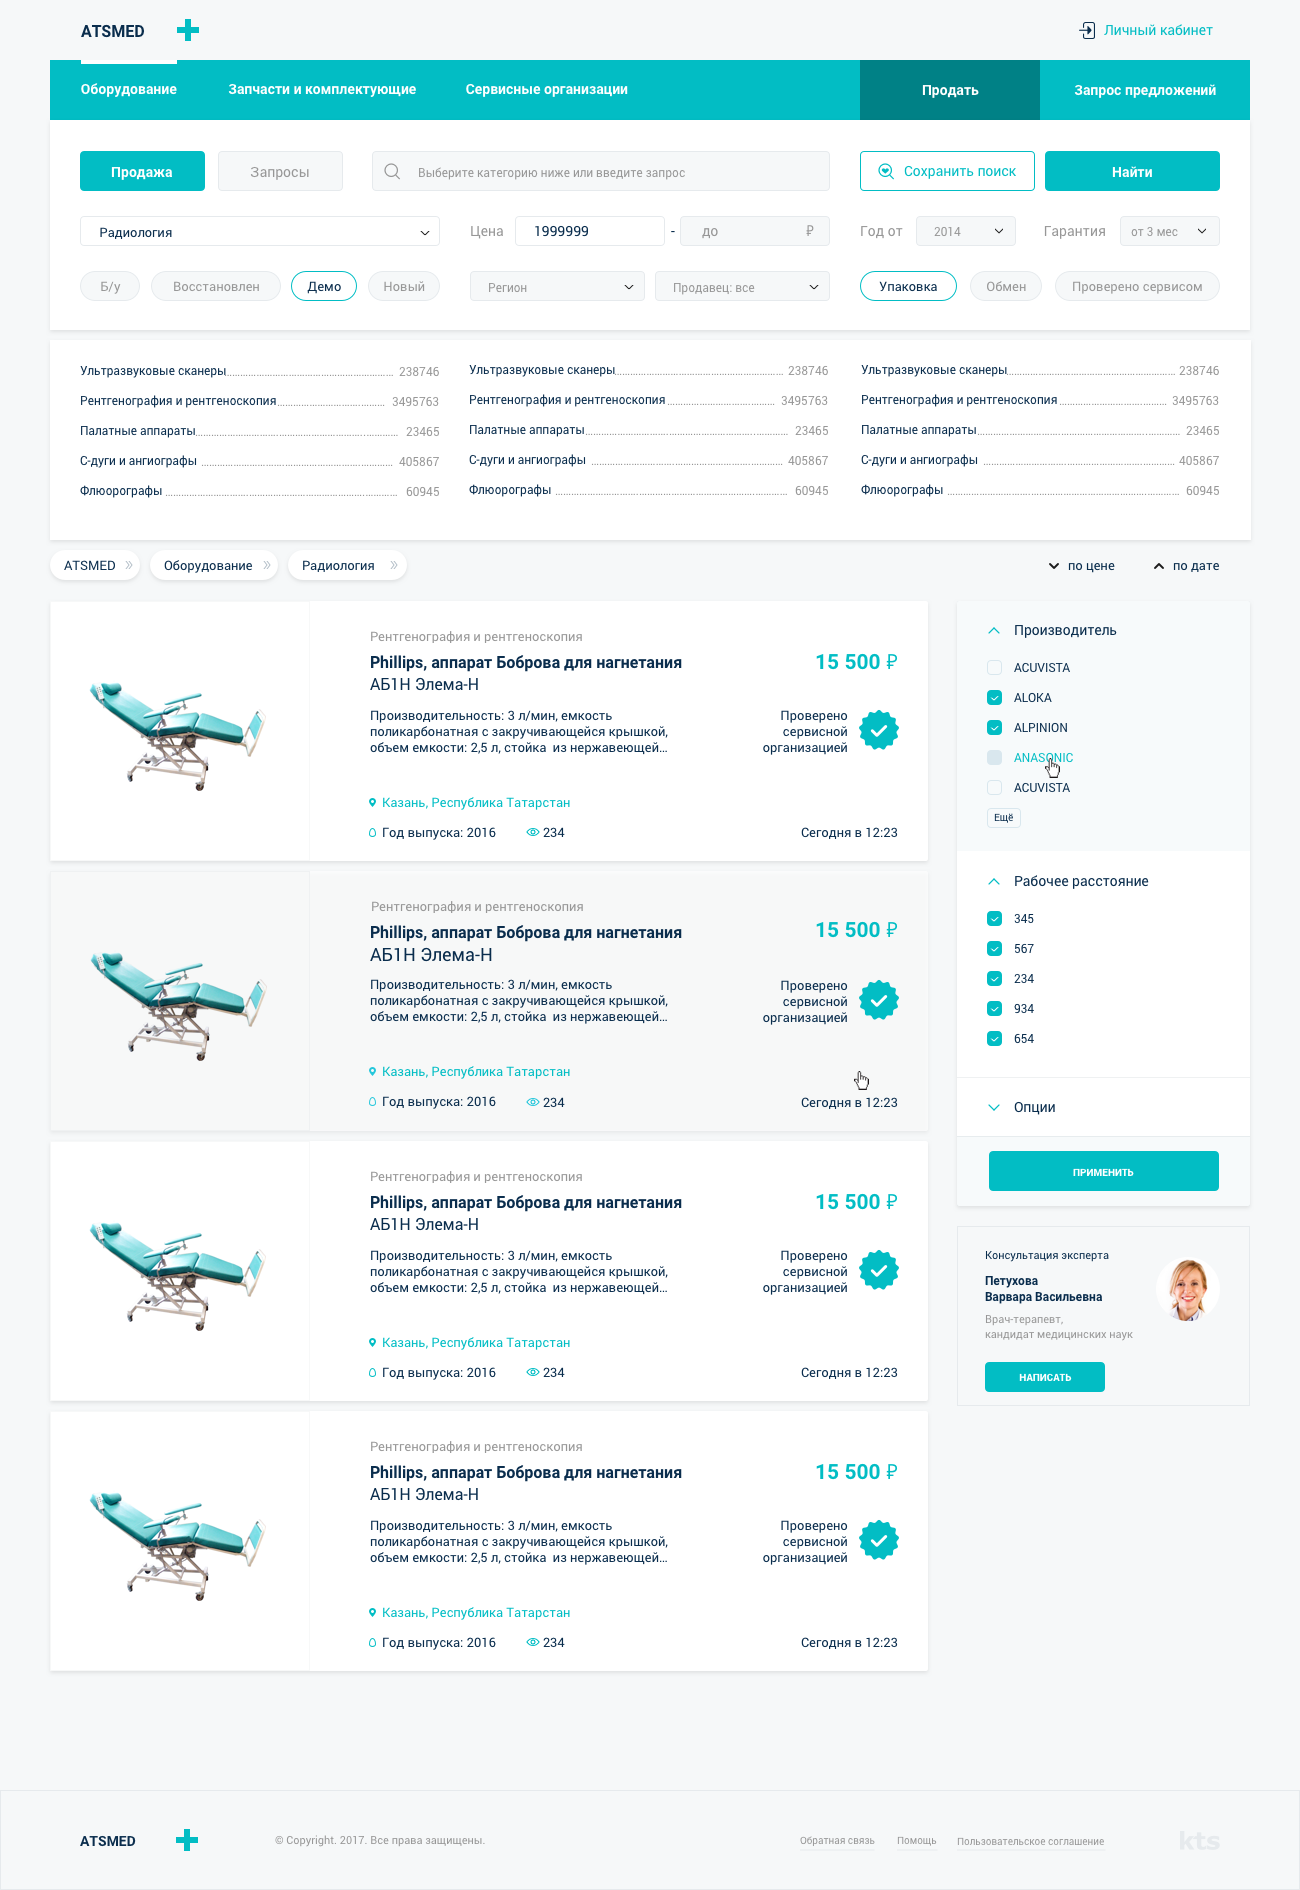 ATSMED
Личный кабинет
Оборудование
Запчасти и комплектующие
Сервисные организации
Продать
Запрос предложений
Продажа
Запросы
Выберите категорию ниже или введите запрос
Сохранить поиск
Найти
Радиология
Цена
1999999
-
до
₽
Год от
2014
Гарантия
от 3 мес
Б/у
Восстановлен
Демо
Новый
Регион
Продавец: все
Упаковка
Обмен
Проверено сервисом
Ультразвуковые сканеры 238746
Рентгенография и рентгеноскопия 3495763
Палатные аппараты 23465
С-дуги и ангиографы 405867
Флюорографы 60945
Ультразвуковые сканеры 238746
Рентгенография и рентгеноскопия 3495763
Палатные аппараты 23465
С-дуги и ангиографы 405867
Флюорографы 60945
Ультразвуковые сканеры 238746
Рентгенография и рентгеноскопия 3495763
Палатные аппараты 23465
С-дуги и ангиографы 405867
Флюорографы 60945
ATSMED »
Оборудование »
Радиология »
по цене
по дате
Рентгенография и рентгеноскопия
Phillips, аппарат Боброва для нагнетания
АБ1Н Элема-Н
15 500 ₽
Производительность: 3 л/мин, емкость
поликарбонатная с закручивающейся крышкой,
объем емкости: 2,5 л, стойка из нержавеющей...
Проверено
сервисной
организацией
Казань, Республика Татарстан
Год выпуска: 2016
234
Сегодня в 12:23
Рентгенография и рентгеноскопия
Phillips, аппарат Боброва для нагнетания
АБ1Н Элема-Н
15 500 ₽
Производительность: 3 л/мин, емкость
поликарбонатная с закручивающейся крышкой,
объем емкости: 2,5 л, стойка из нержавеющей...
Проверено
сервисной
организацией
Казань, Республика Татарстан
Год выпуска: 2016
234
Сегодня в 12:23
Рентгенография и рентгеноскопия
Phillips, аппарат Боброва для нагнетания
АБ1Н Элема-Н
15 500 ₽
Производительность: 3 л/мин, емкость
поликарбонатная с закручивающейся крышкой,
объем емкости: 2,5 л, стойка из нержавеющей...
Проверено
сервисной
организацией
Казань, Республика Татарстан
Год выпуска: 2016
234
Сегодня в 12:23
Рентгенография и рентгеноскопия
Phillips, аппарат Боброва для нагнетания
АБ1Н Элема-Н
15 500 ₽
Производительность: 3 л/мин, емкость
поликарбонатная с закручивающейся крышкой,
объем емкости: 2,5 л, стойка из нержавеющей...
Проверено
сервисной
организацией
Казань, Республика Татарстан
Год выпуска: 2016
234
Сегодня в 12:23
Производитель
ACUVISTA
ALOKA
ALPINION
ANASONIC
ACUVISTA
Ещё
Рабочее расстояние
345
567
234
934
654
Опции
ПРИМЕНИТЬ
Консультация эксперта
Петухова
Варвара Васильевна
Врач-терапевт,
кандидат медицинских наук
НАПИСАТЬ
ATSMED
© Copyright. 2017. Все права защищены.
Обратная связь
Помощь
Пользовательское соглашение
kts